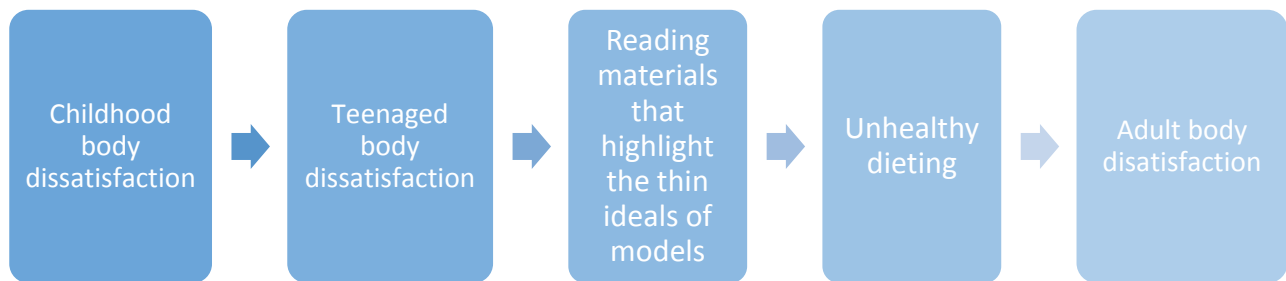 Childhood
body
dissatisfaction
Teenaged
body
dissatisfaction
Reading
materials
that
highlight
the thin
ideals of
models
Unhealthy
dieting
Adult body
disatisfaction